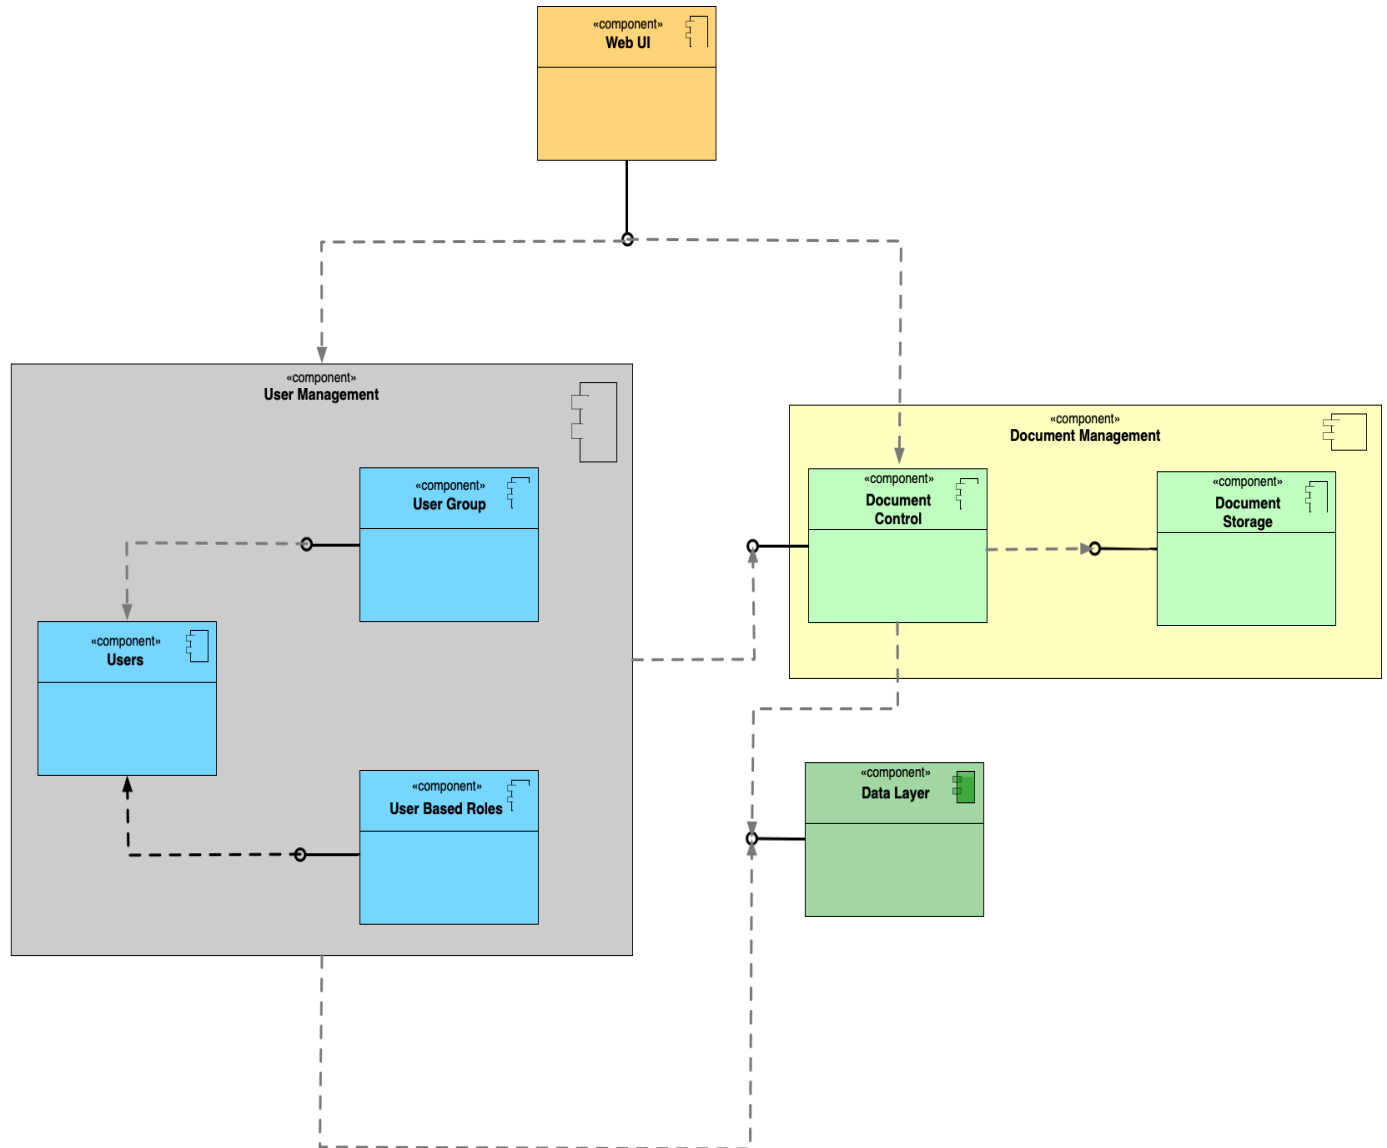 «component»
Web UI
«component»
User Management
«component»
Document Management
«component»
User Group
«component»
Document
Control
«component»
Document
Storage
«component»
Users
«component»
User Based Roles
«component»
Data Layer